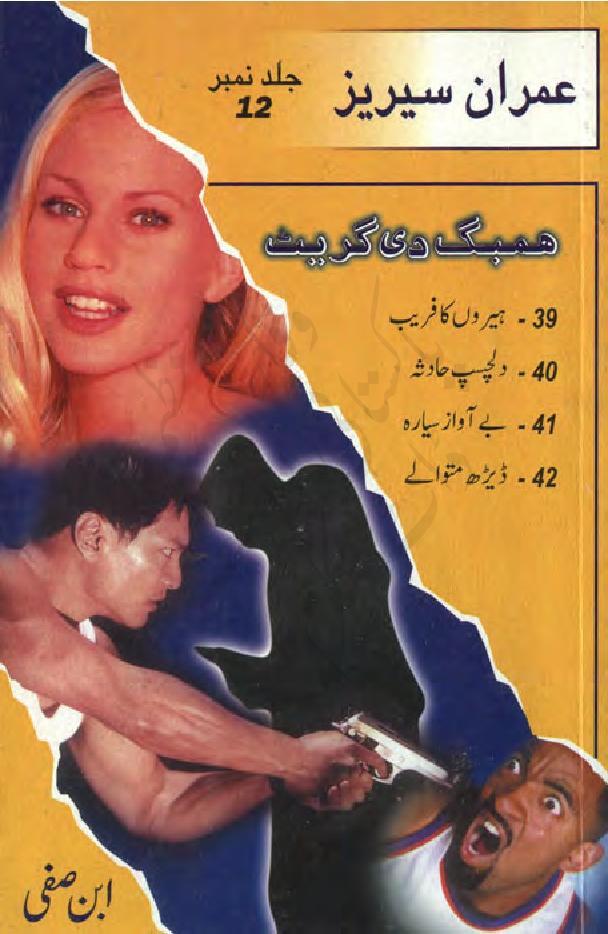 عمران سیریز
جلد نمبر
12
ہمبگ دی گریٹ
39 - ہیروں کا فریب
40 - دلچسپ حادثہ
41 - بے آواز سیارہ
42 - ڈیڑھ متوالے
ابن صفی